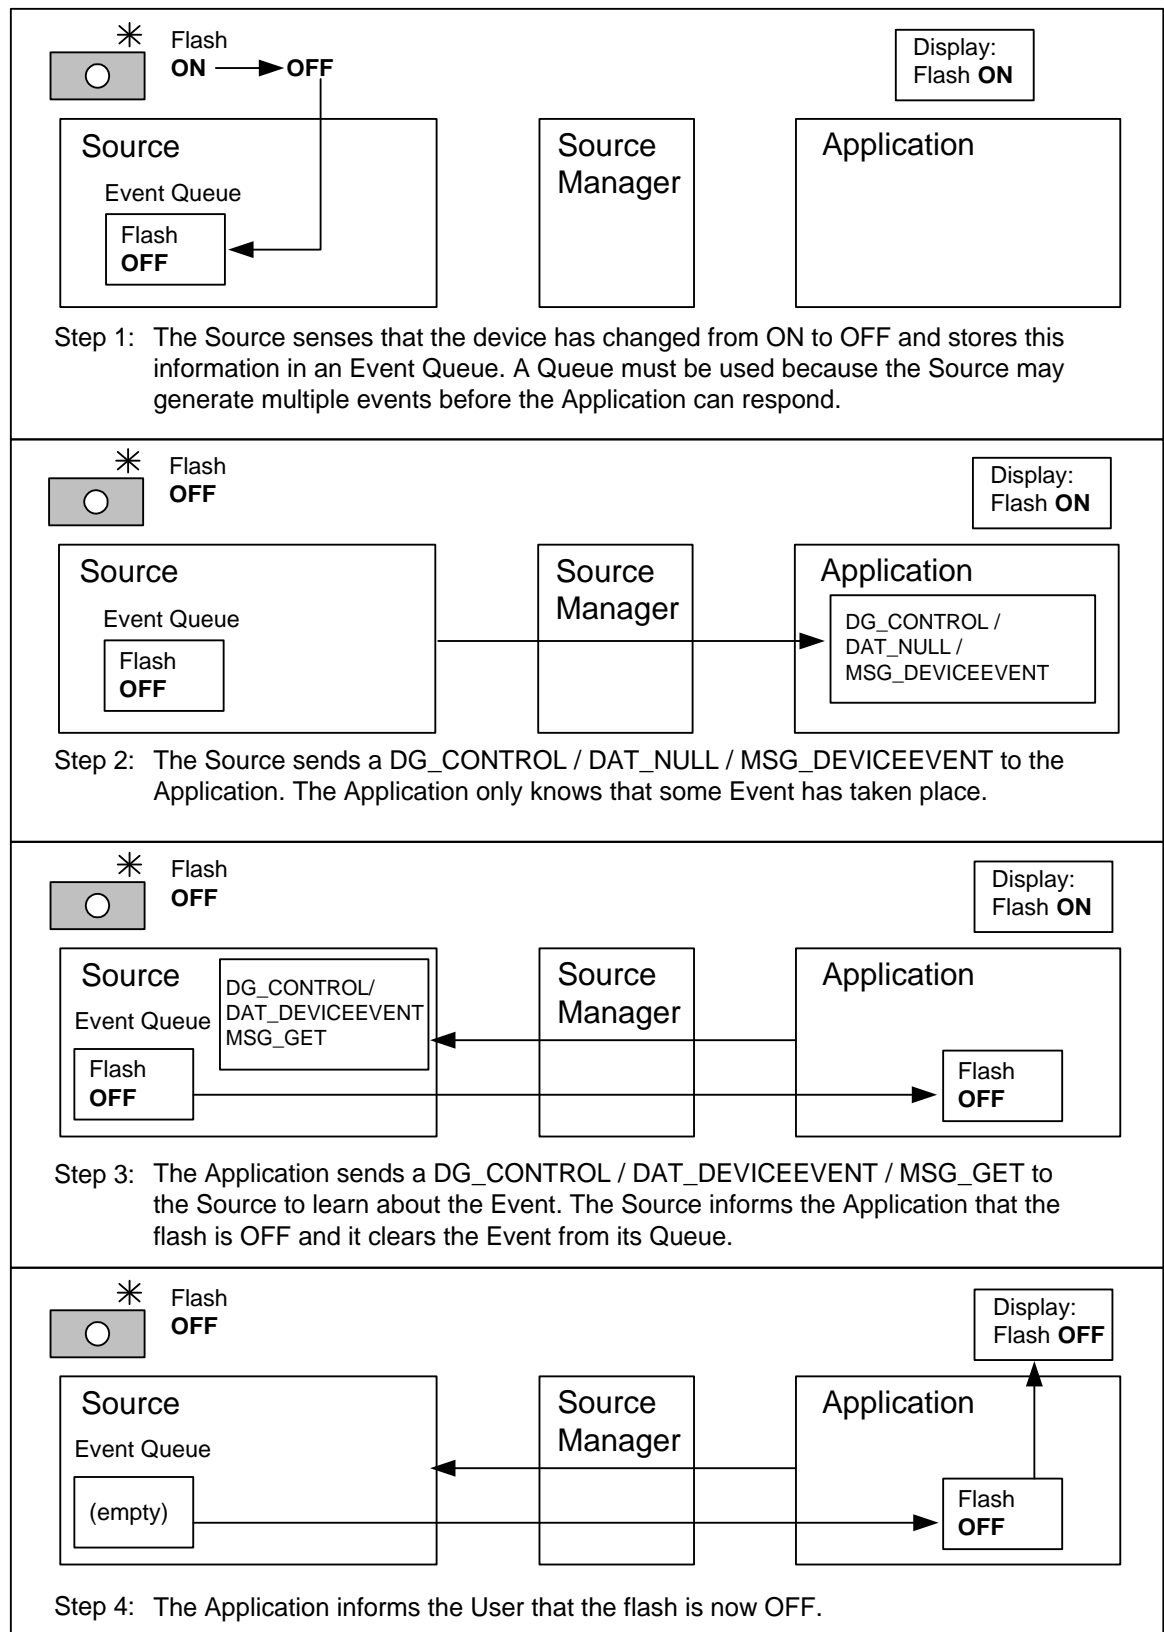 Flash
ON OFF
Display:
Flash ON
Source
Event Queue
Flash
OFF
Source
Manager
Application
Step 1: The Source senses that the device has changed from ON to OFF and stores this
information in an Event Queue. A Queue must be used because the Source may
generate multiple events before the Application can respond.
Flash
OFF
Display:
Flash ON
Source
Event Queue
Flash
OFF
Source
Manager
Application
DG_CONTROL /
DAT_NULL /
MSG_DEVICEEVENT
Step 2: The Source sends a DG_CONTROL / DAT_NULL / MSG_DEVICEEVENT to the
Application. The Application only knows that some Event has taken place.
Flash
OFF
Display:
Flash ON
Source
Event Queue
Flash
OFF
DG_CONTROL/
DAT_DEVICEEVENT
MSG_GET
Source
Manager
Application
Flash
OFF
Step 3: The Application sends a DG_CONTROL / DAT_DEVICEEVENT / MSG_GET to
the Source to learn about the Event. The Source informs the Application that the
flash is OFF and it clears the Event from its Queue.
Flash
OFF
Display:
Flash OFF
Source
Event Queue
(empty)
Source
Manager
Application
Flash
OFF
Step 4: The Application informs the User that the flash is now OFF.